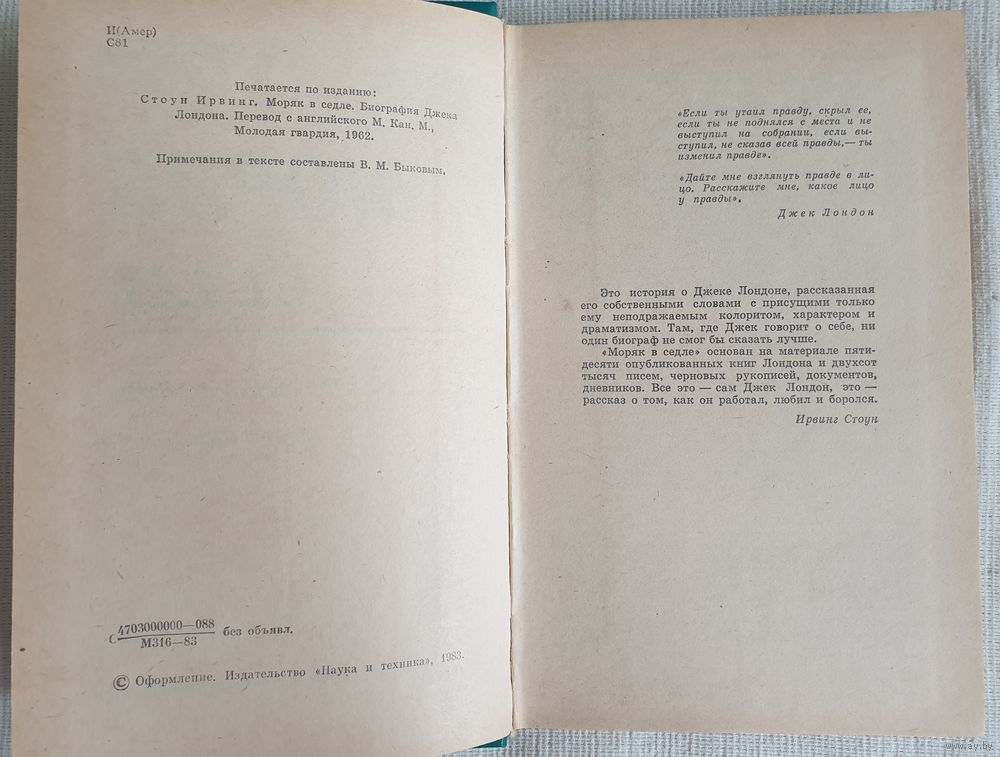 И(Амер)
С81
Печатается по изданию:
Стоун Ирвинг. Моряк в седле. Биография Джека
Лондона. Перевод с английского М. Кан. М.,
Молодая гвардия, 1962.
Примечания в тексте составлены В. М. Быковым.
С 4703000000—088
М316—83
без объявл.
© Оформление. Издательство «Наука и техника», 1983.
«Если ты утаил правду, скрыл ее,
если ты не поднялся с места и не
выступил на собрании, если вы-
ступил, не сказав всей правды,— ты
изменил правде».
«Дайте мне взглянуть правде в ли-
цо. Расскажите мне, какое лицо
у правды».
Джек Лондон
Это история о Джеке Лондоне, рассказанная
его собственными словами с присущими только
ему неподражаемым колоритом, характером и
драматизмом. Там, где Джек говорит о себе, ни
один биограф не смог бы сказать лучше.
«Моряк в седле» основан на материале пяти-
десяти опубликованных книг Лондона и двухсот
тысяч писем, черновых рукописей, документов,
дневников. Все это — сам Джек Лондон, это —
рассказ о том, как он работал, любил и боролся.
Ирвинг Стоун
www.ay.by